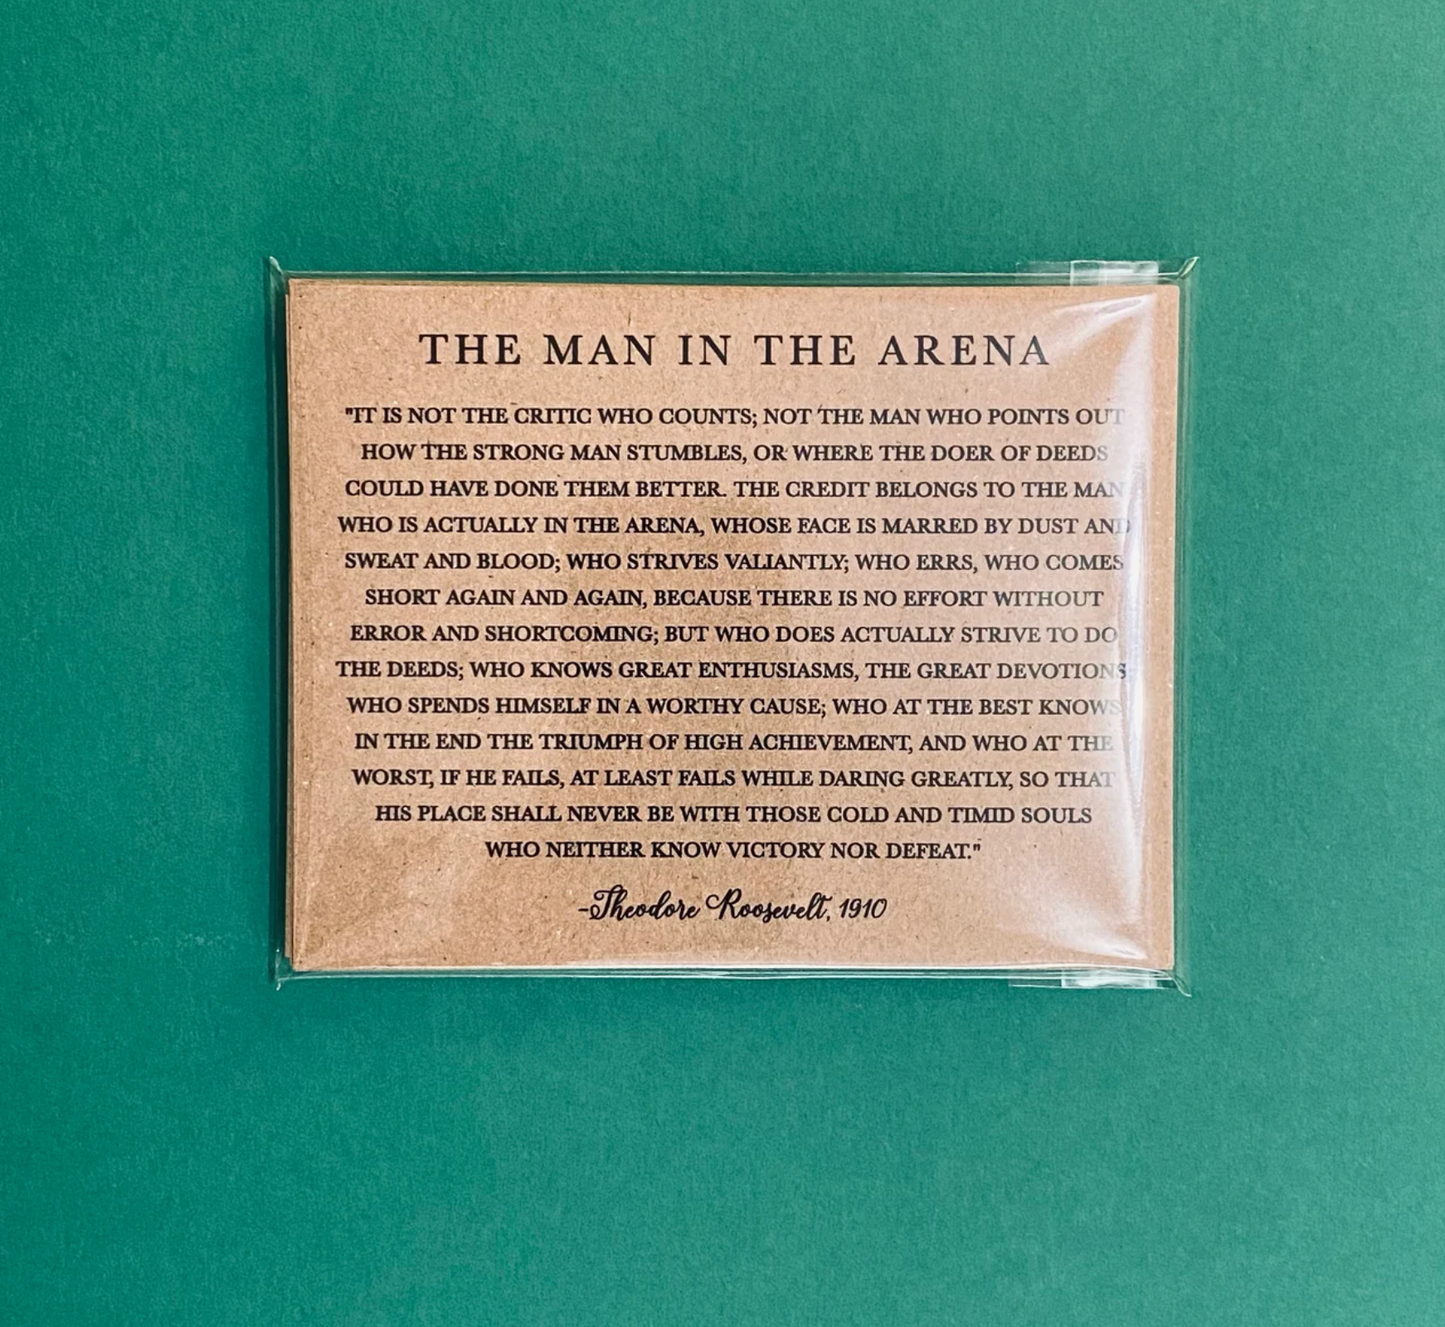 THE MAN IN THE ARENA
"IT IS NOT THE CRITIC WHO COUNTS; NOT THE MAN WHO POINTS OUT
HOW THE STRONG MAN STUMBLES, OR WHERE THE DOER OF DEEDS
COULD HAVE DONE THEM BETTER. THE CREDIT BELONGS TO THE MAN
WHO IS ACTUALLY IN THE ARENA, WHOSE FACE IS MARRED BY DUST AND
SWEAT AND BLOOD; WHO STRIVES VALIANTLY; WHO ERRS, WHO COMES
SHORT AGAIN AND AGAIN, BECAUSE THERE IS NO EFFORT WITHOUT
ERROR AND SHORTCOMING; BUT WHO DOES ACTUALLY STRIVE TO DO
THE DEEDS; WHO KNOWS GREAT ENTHUSIASMS, THE GREAT DEVOTIONS;
WHO SPENDS HIMSELF IN A WORTHY CAUSE; WHO AT THE BEST KNOWS
IN THE END THE TRIUMPH OF HIGH ACHIEVEMENT, AND WHO AT THE
WORST, IF HE FAILS, AT LEAST FAILS WHILE DARING GREATLY, SO THAT
HIS PLACE SHALL NEVER BE WITH THOSE COLD AND TIMID SOULS
WHO NEITHER KNOW VICTORY NOR DEFEAT."
-Theodore Roosevelt, 1910